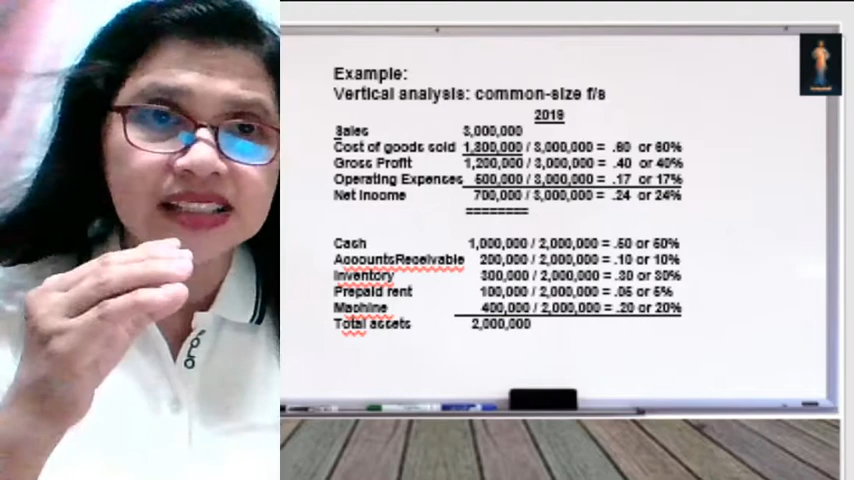 Example:
Vertical analysis: common-size f/s
2019
Sales 3,000,000
Cost of goods sold 1,800,000 / 3,000,000 = .60 or 60%
Gross Profit 1,200,000 / 3,000,000 = .40 or 40%
Operating Expenses 500,000 / 3,000,000 = .17 or 17%
Net Income 700,000 / 3,000,000 = .24 or 24%
========
Cash 1,000,000 / 2,000,000 = .50 or 50%
AccountsReceivable 200,000 / 2,000,000 = .10 or 10%
Inventory 300,000 / 2,000,000 = .30 or 30%
Prepaid rent 100,000 / 2,000,000 = .05 or 5%
Machine 400,000 / 2,000,000 = .20 or 20%
Total assets 2,000,000